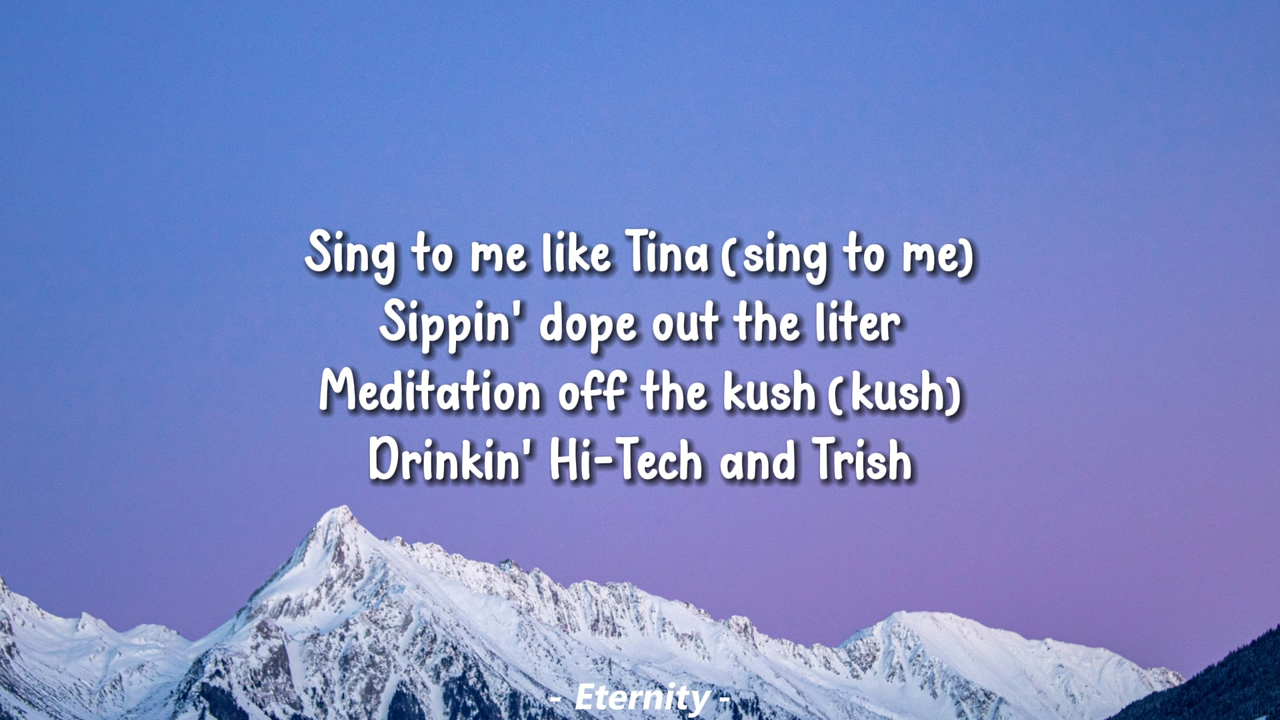 Sing to me like Tina (sing to me)
Sippin' dope out the liter
Meditation off the kush (kush)
Drinkin' Hi-Tech and Trish
- Eternity -